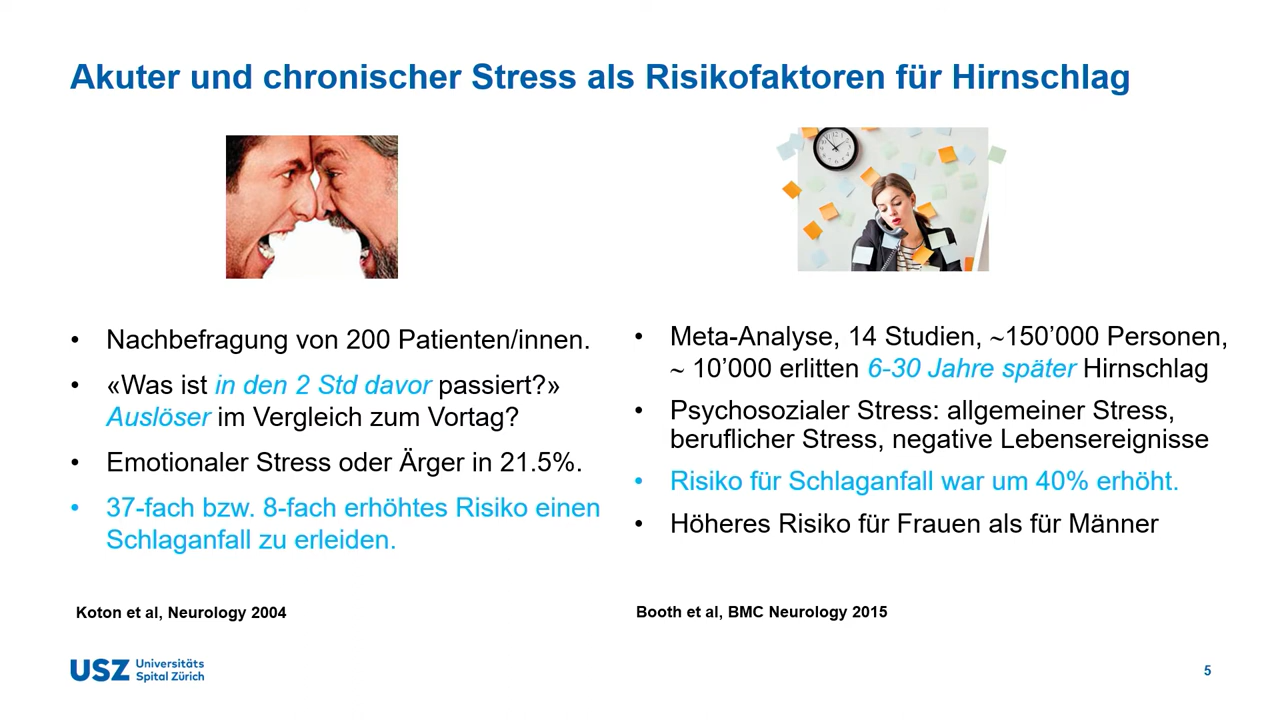 Akuter und chronischer Stress als Risikofaktoren für Hirnschlag
• Nachbefragung von 200 Patienten/innen.
• «Was ist in den 2 Std davor passiert?»
Auslöser im Vergleich zum Vortag?
• Emotionaler Stress oder Ärger in 21.5%.
• 37-fach bzw. 8-fach erhöhtes Risiko einen
Schlaganfall zu erleiden.
Koton et al, Neurology 2004
• Meta-Analyse, 14 Studien, ~150’000 Personen,
~ 10’000 erlitten 6-30 Jahre später Hirnschlag
• Psychosozialer Stress: allgemeiner Stress,
beruflicher Stress, negative Lebensereignisse
• Risiko für Schlaganfall war um 40% erhöht.
• Höheres Risiko für Frauen als für Männer
Booth et al, BMC Neurology 2015
USZ Universitäts
Spital Zürich
5